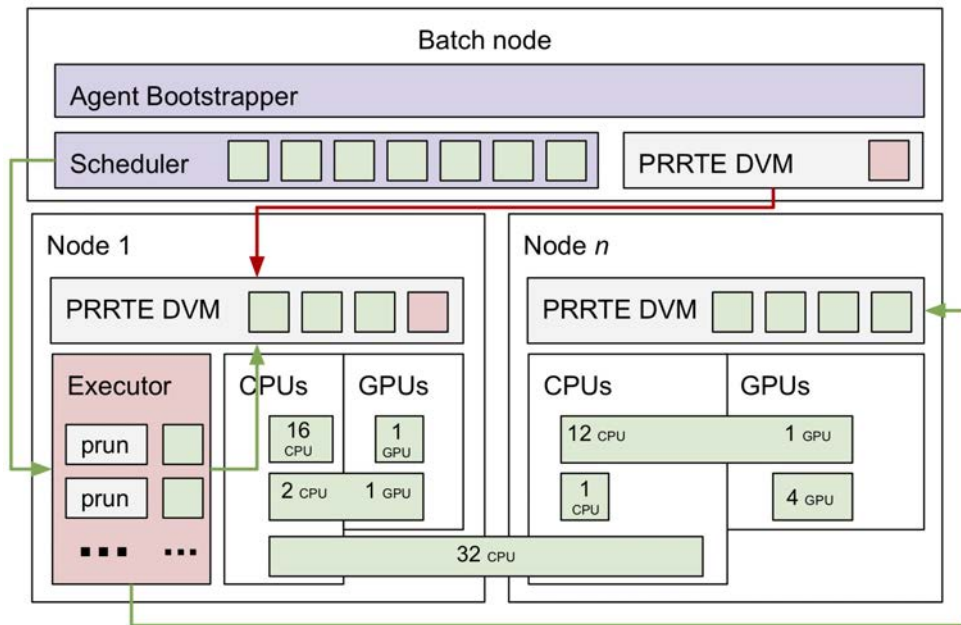 Batch node
Agent Bootstrapper
Scheduler
PRRTE DVM
Node 1
PRRTE DVM
Executor
prun
prun
... ...
CPUs
GPUs
16
CPU
1
GPU
2 CPU 1 GPU
32 CPU
Node n
PRRTE DVM
CPUs
GPUs
12 CPU 1 GPU
1
CPU
4 GPU